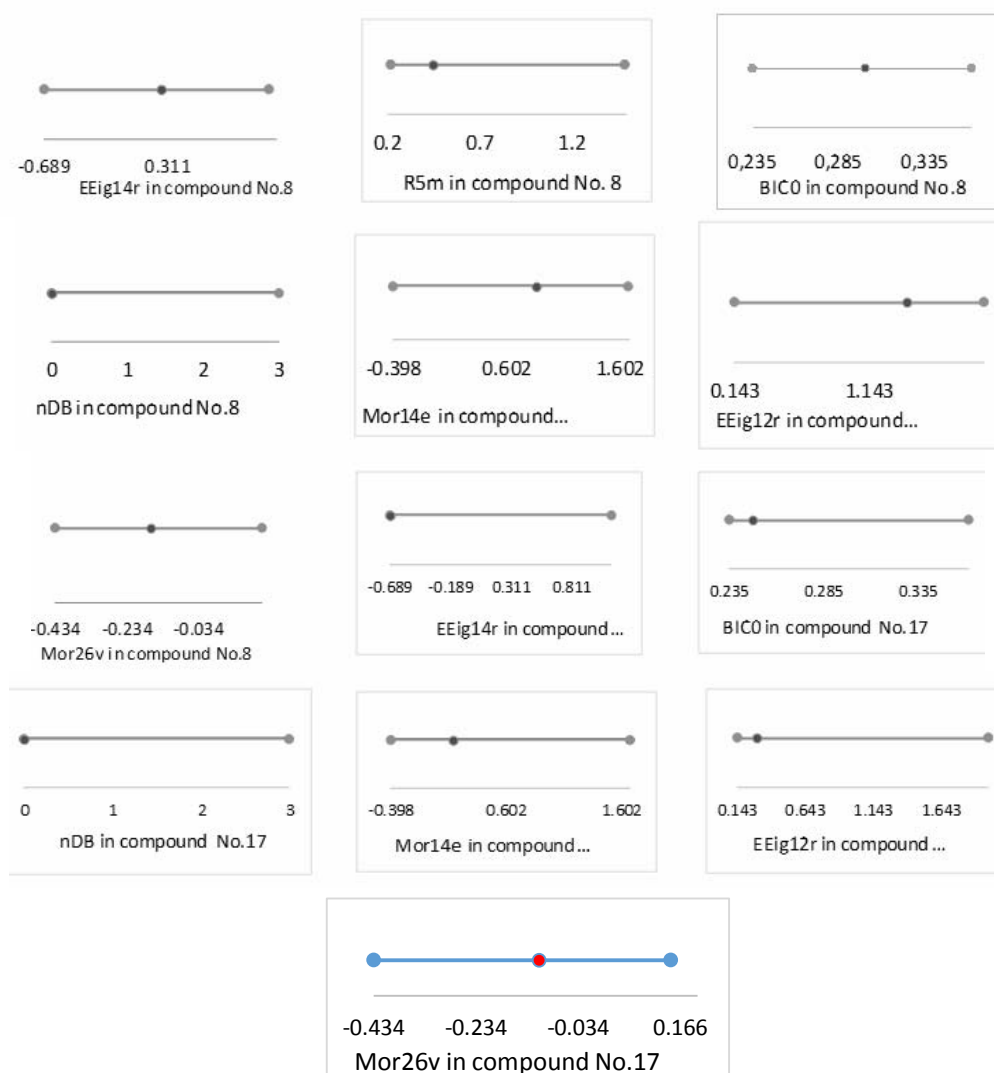 -0.689 0.311
EEig14r in compound No.8
0.2 0.7 1.2
R5m in compound No. 8
0,235 0,285 0,335
BIC0 in compound No.8
0 1 2 3
nDB in compound No.8
-0.398 0.602 1.602
Mor14e in compound...
0.143 1.143
EEig12r in compound...
-0.434 -0.234 -0.034
Mor26v in compound No.8
-0.689 -0.189 0.311 0.811
EEig14r in compound ...
0.235 0.285 0.335
BIC0 in compound No.17
0 1 2 3
nDB in compound No.17
-0.398 0.602 1.602
Mor14e in compound ...
0.143 0.643 1.143 1.643
EEig12r in compound ...
-0.434 -0.234 -0.034 0.166
Mor26v in compound No.17